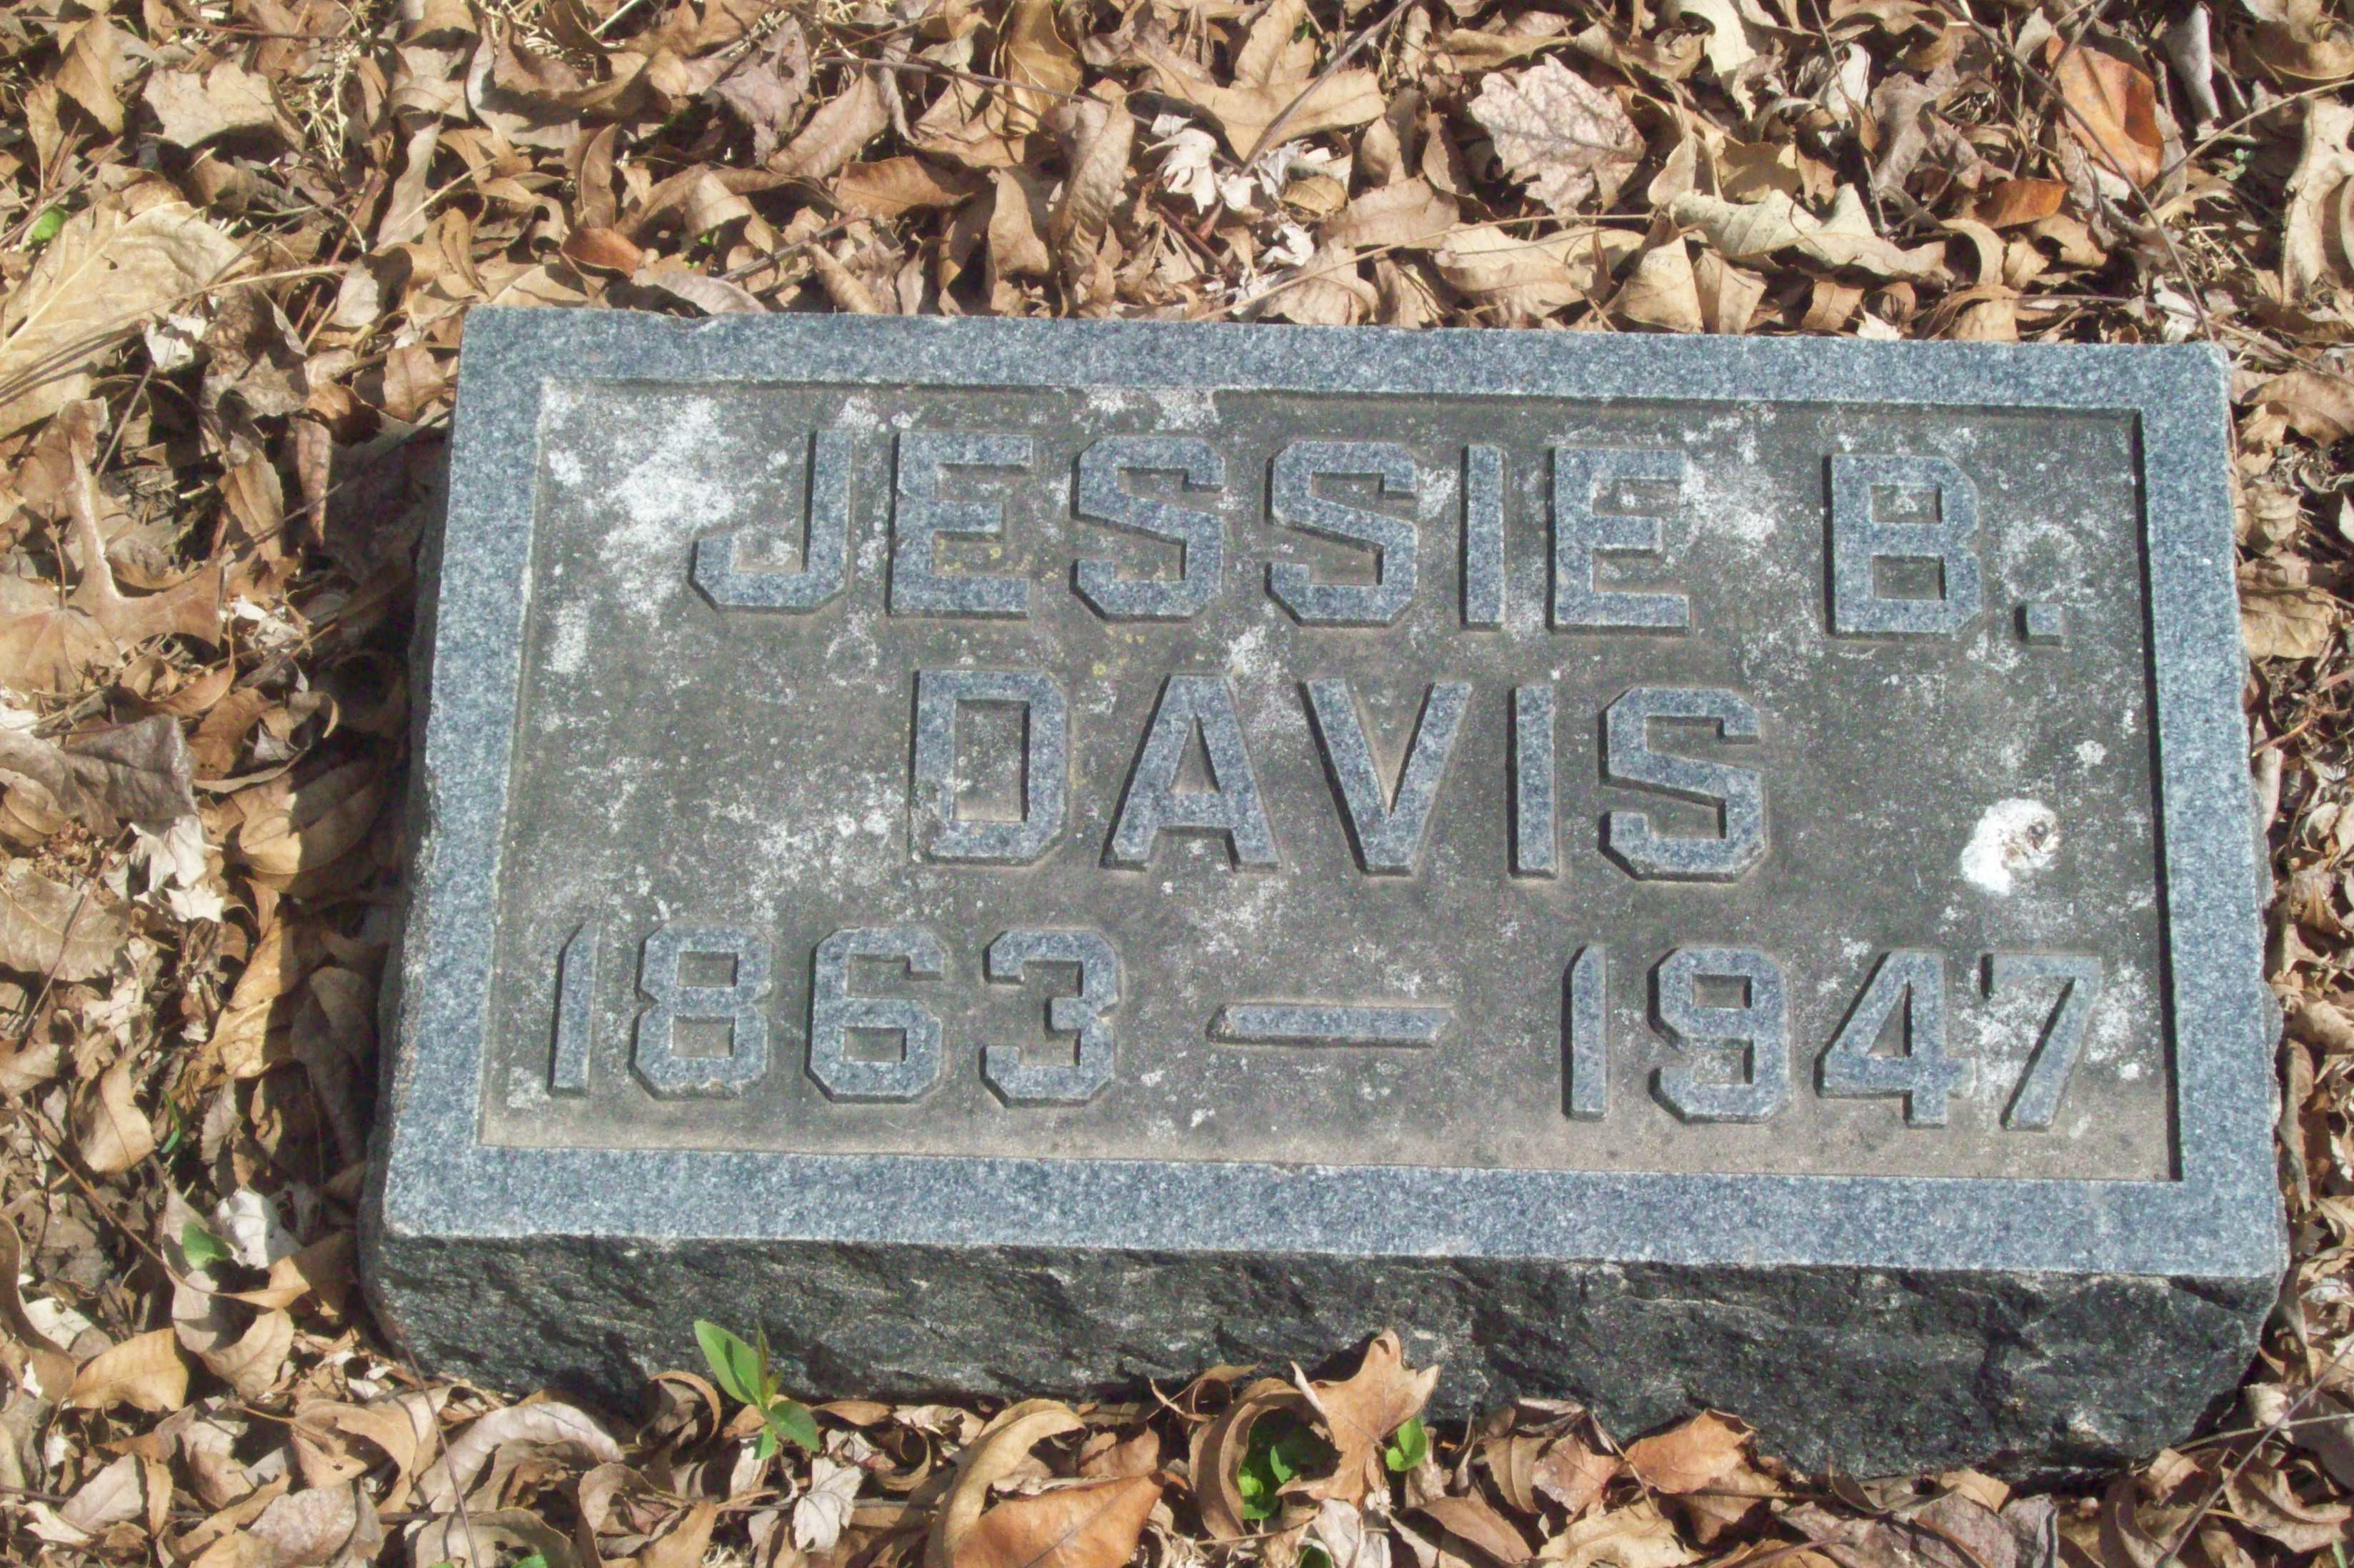 JESSIE B.
DAVIS
1863 — 1947